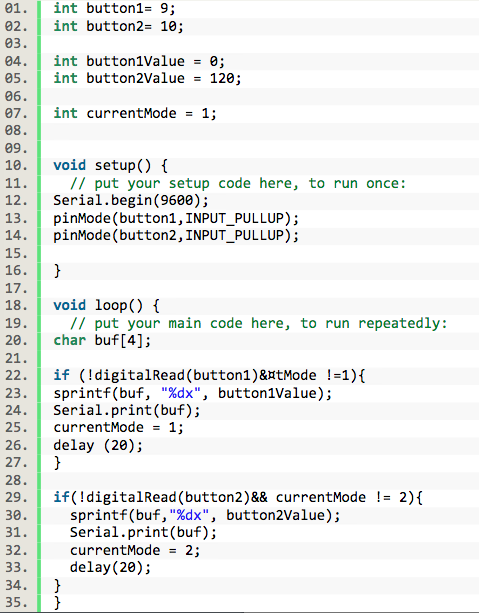 01. int button1= 9;
02. int button2= 10;
03.
04. int button1Value = 0;
05. int button2Value = 120;
06.
07. int currentMode = 1;
08.
09.
10. void setup() {
11. // put your setup code here, to run once:
12. Serial.begin(9600);
13. pinMode(button1,INPUT_PULLUP);
14. pinMode(button2,INPUT_PULLUP);
15.
16. }
17.
18. void loop() {
19. // put your main code here, to run repeatedly:
20. char buf[4];
21.
22. if (!digitalRead(button1)&¤tMode !=1){
23. sprintf(buf, "%dx", button1Value);
24. Serial.print(buf);
25. currentMode = 1;
26. delay (20);
27. }
28.
29. if(!digitalRead(button2)&& currentMode != 2){
30. sprintf(buf,"%dx", button2Value);
31. Serial.print(buf);
32. currentMode = 2;
33. delay(20);
34. }
35. }